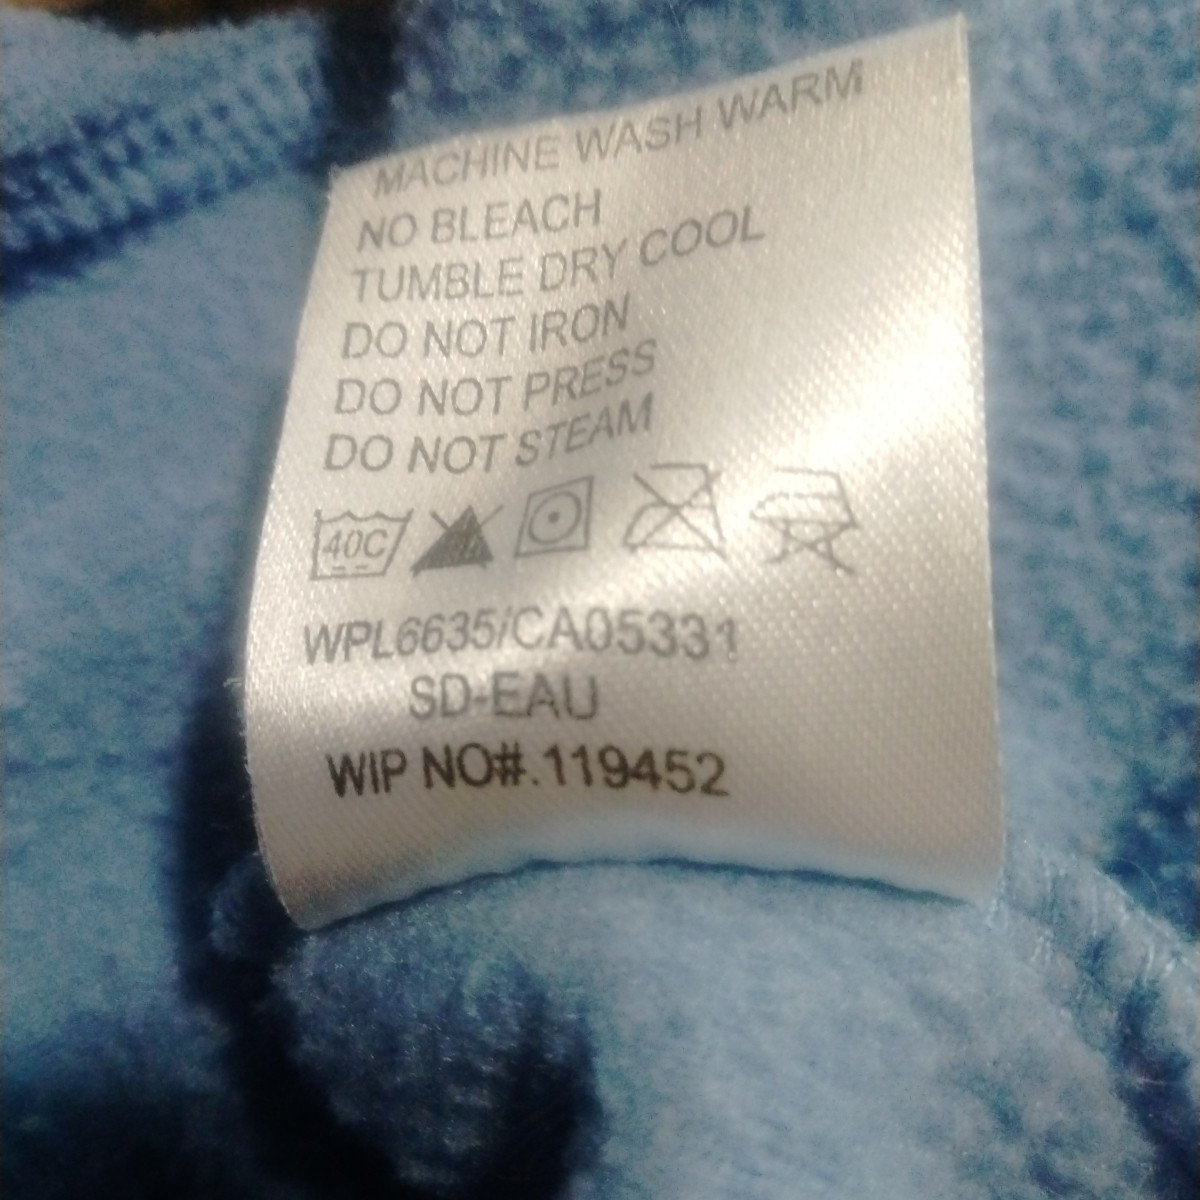 MACHINE WASH WARM
NO BLEACH
TUMBLE DRY COOL
DO NOT IRON
DO NOT PRESS
DO NOT STEAM
40C
WPL6635/CA05331
SD-EAU
WIP NO#.119452